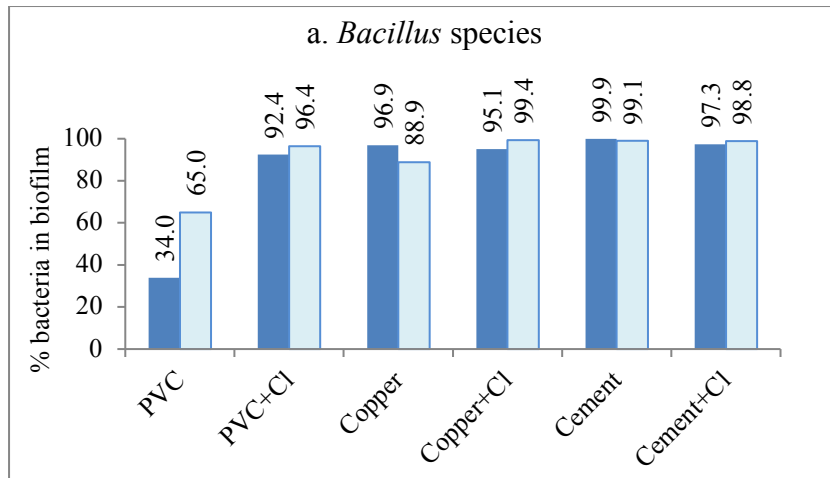 a. Bacillus species
34.0 65.0 92.4 96.4 96.9 88.9 95.1 99.4 99.9 99.1 97.3 98.8
% bacteria in biofilm
100
80
60
40
20
0
PVC PVC+Cl Copper Copper+Cl Cement Cement+Cl